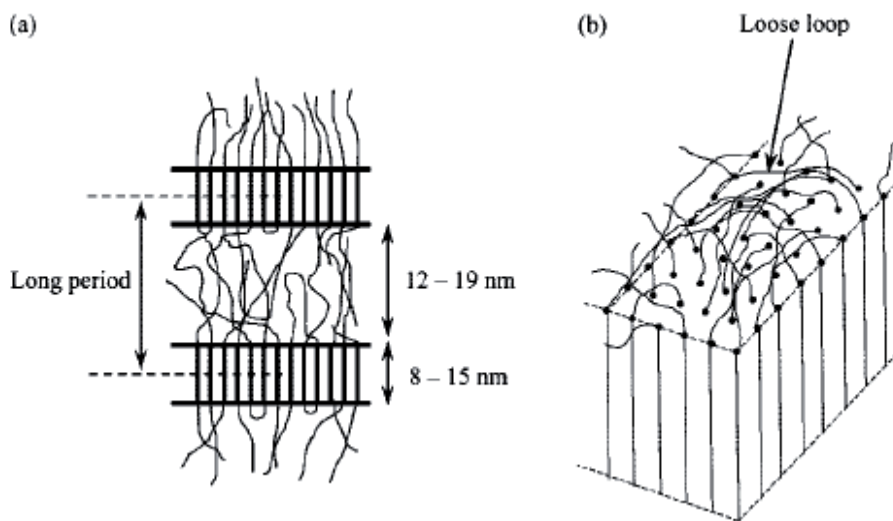 (a)
(b)
Loose loop
Long period
12 – 19 nm
8 – 15 nm